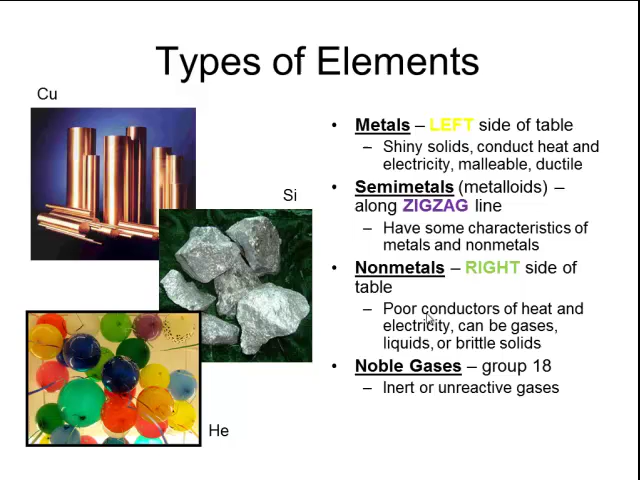 Types of Elements
Cu
Si
He
• Metals – LEFT side of table
– Shiny solids, conduct heat and
electricity, malleable, ductile
• Semimetals (metalloids) –
along ZIGZAG line
– Have some characteristics of
metals and nonmetals
• Nonmetals – RIGHT side of
table
– Poor conductors of heat and
electricity, can be gases,
liquids, or brittle solids
• Noble Gases – group 18
– Inert or unreactive gases